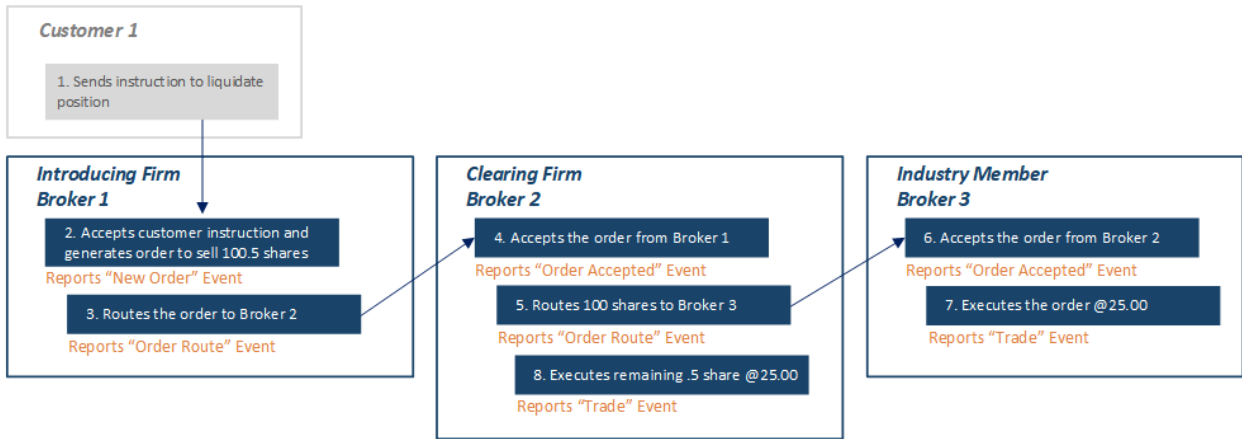 Customer 1
1. Sends instruction to liquidate
position
Introducing Firm
Broker 1
2. Accepts customer instruction and
generates order to sell 100.5 shares
Reports “New Order” Event
3. Routes the order to Broker 2
Reports “Order Route” Event
Clearing Firm
Broker 2
4. Accepts the order from Broker 1
Reports “Order Accepted” Event
5. Routes 100 shares to Broker 3
Reports “Order Route” Event
8. Executes remaining .5 share @25.00
Reports “Trade” Event
Industry Member
Broker 3
6. Accepts the order from Broker 2
Reports “Order Accepted” Event
7. Executes the order @25.00
Reports “Trade” Event